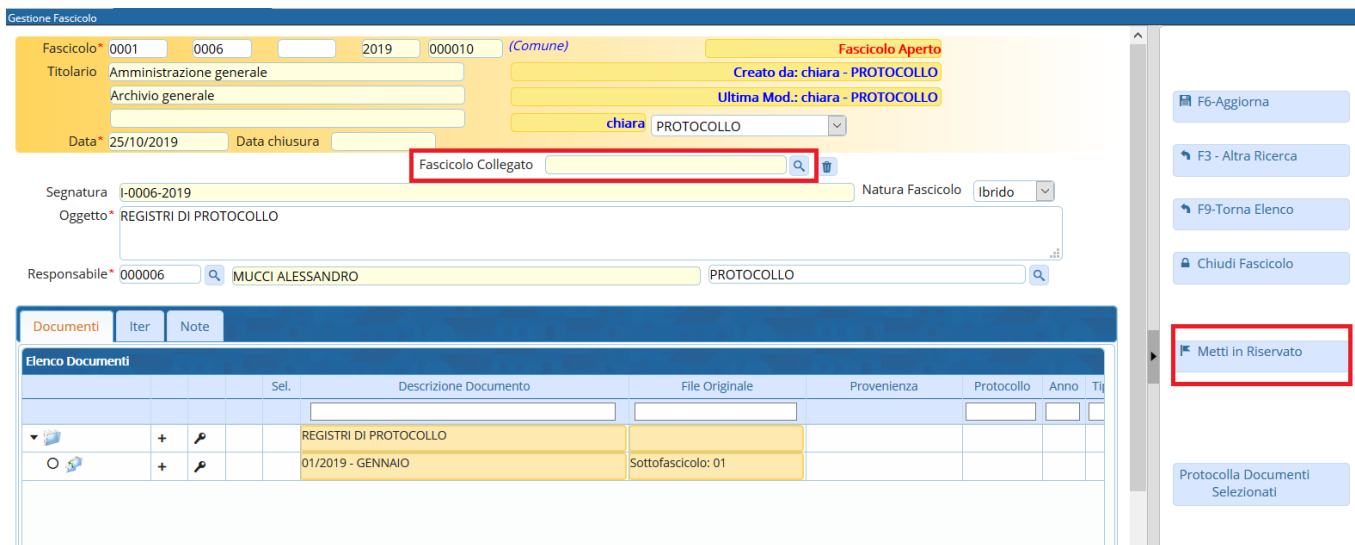 Gestione Fascicolo
Fascicolo* 0001 0006 2019 000010 (Comune) Fascicolo Aperto
Titolario Amministrazione generale Creato da: chiara - PROTOCOLLO
Archivio generale Ultima Mod.: chiara - PROTOCOLLO
chiara PROTOCOLLO
Data* 25/10/2019 Data chiusura
Fascicolo Collegato
Segnatura I-0006-2019 Natura Fascicolo Ibrido
Oggetto* REGISTRI DI PROTOCOLLO
Responsabile* 000006 MUCCI ALESSANDRO PROTOCOLLO
Documenti Iter Note
Elenco Documenti
Sel. Descrizione Documento File Originale Provenienza Protocollo Anno
+ REGISTRI DI PROTOCOLLO
+ 01/2019 - GENNAIO Sottofascicolo: 01
F6-Aggiorna
F3 - Altra Ricerca
F9-Torna Elenco
Chiudi Fascicolo
Metti in Riservato
Protocolla Documenti
Selezionati